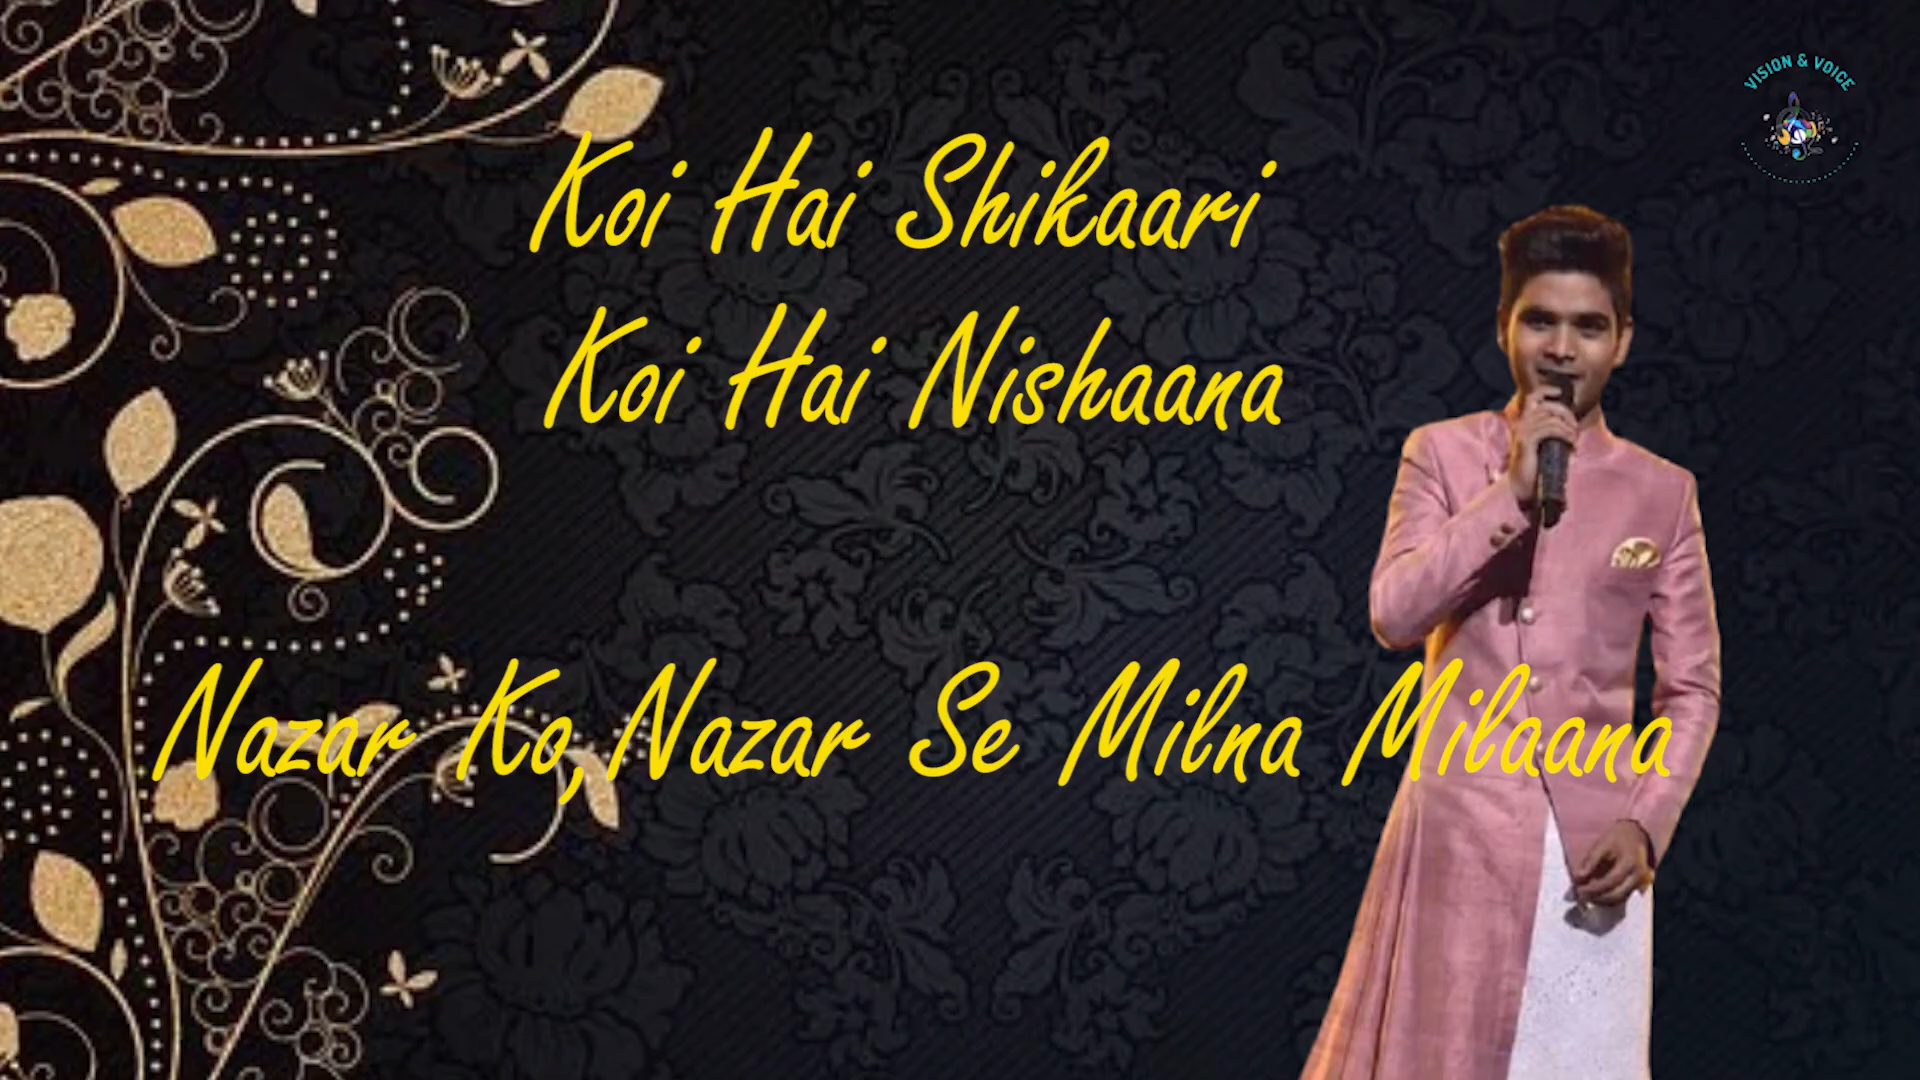 VISION & VOICE
Koi Hai Shikaari
Koi Hai Nishaana
Nazar Ko, Nazar Se Milna Milaana